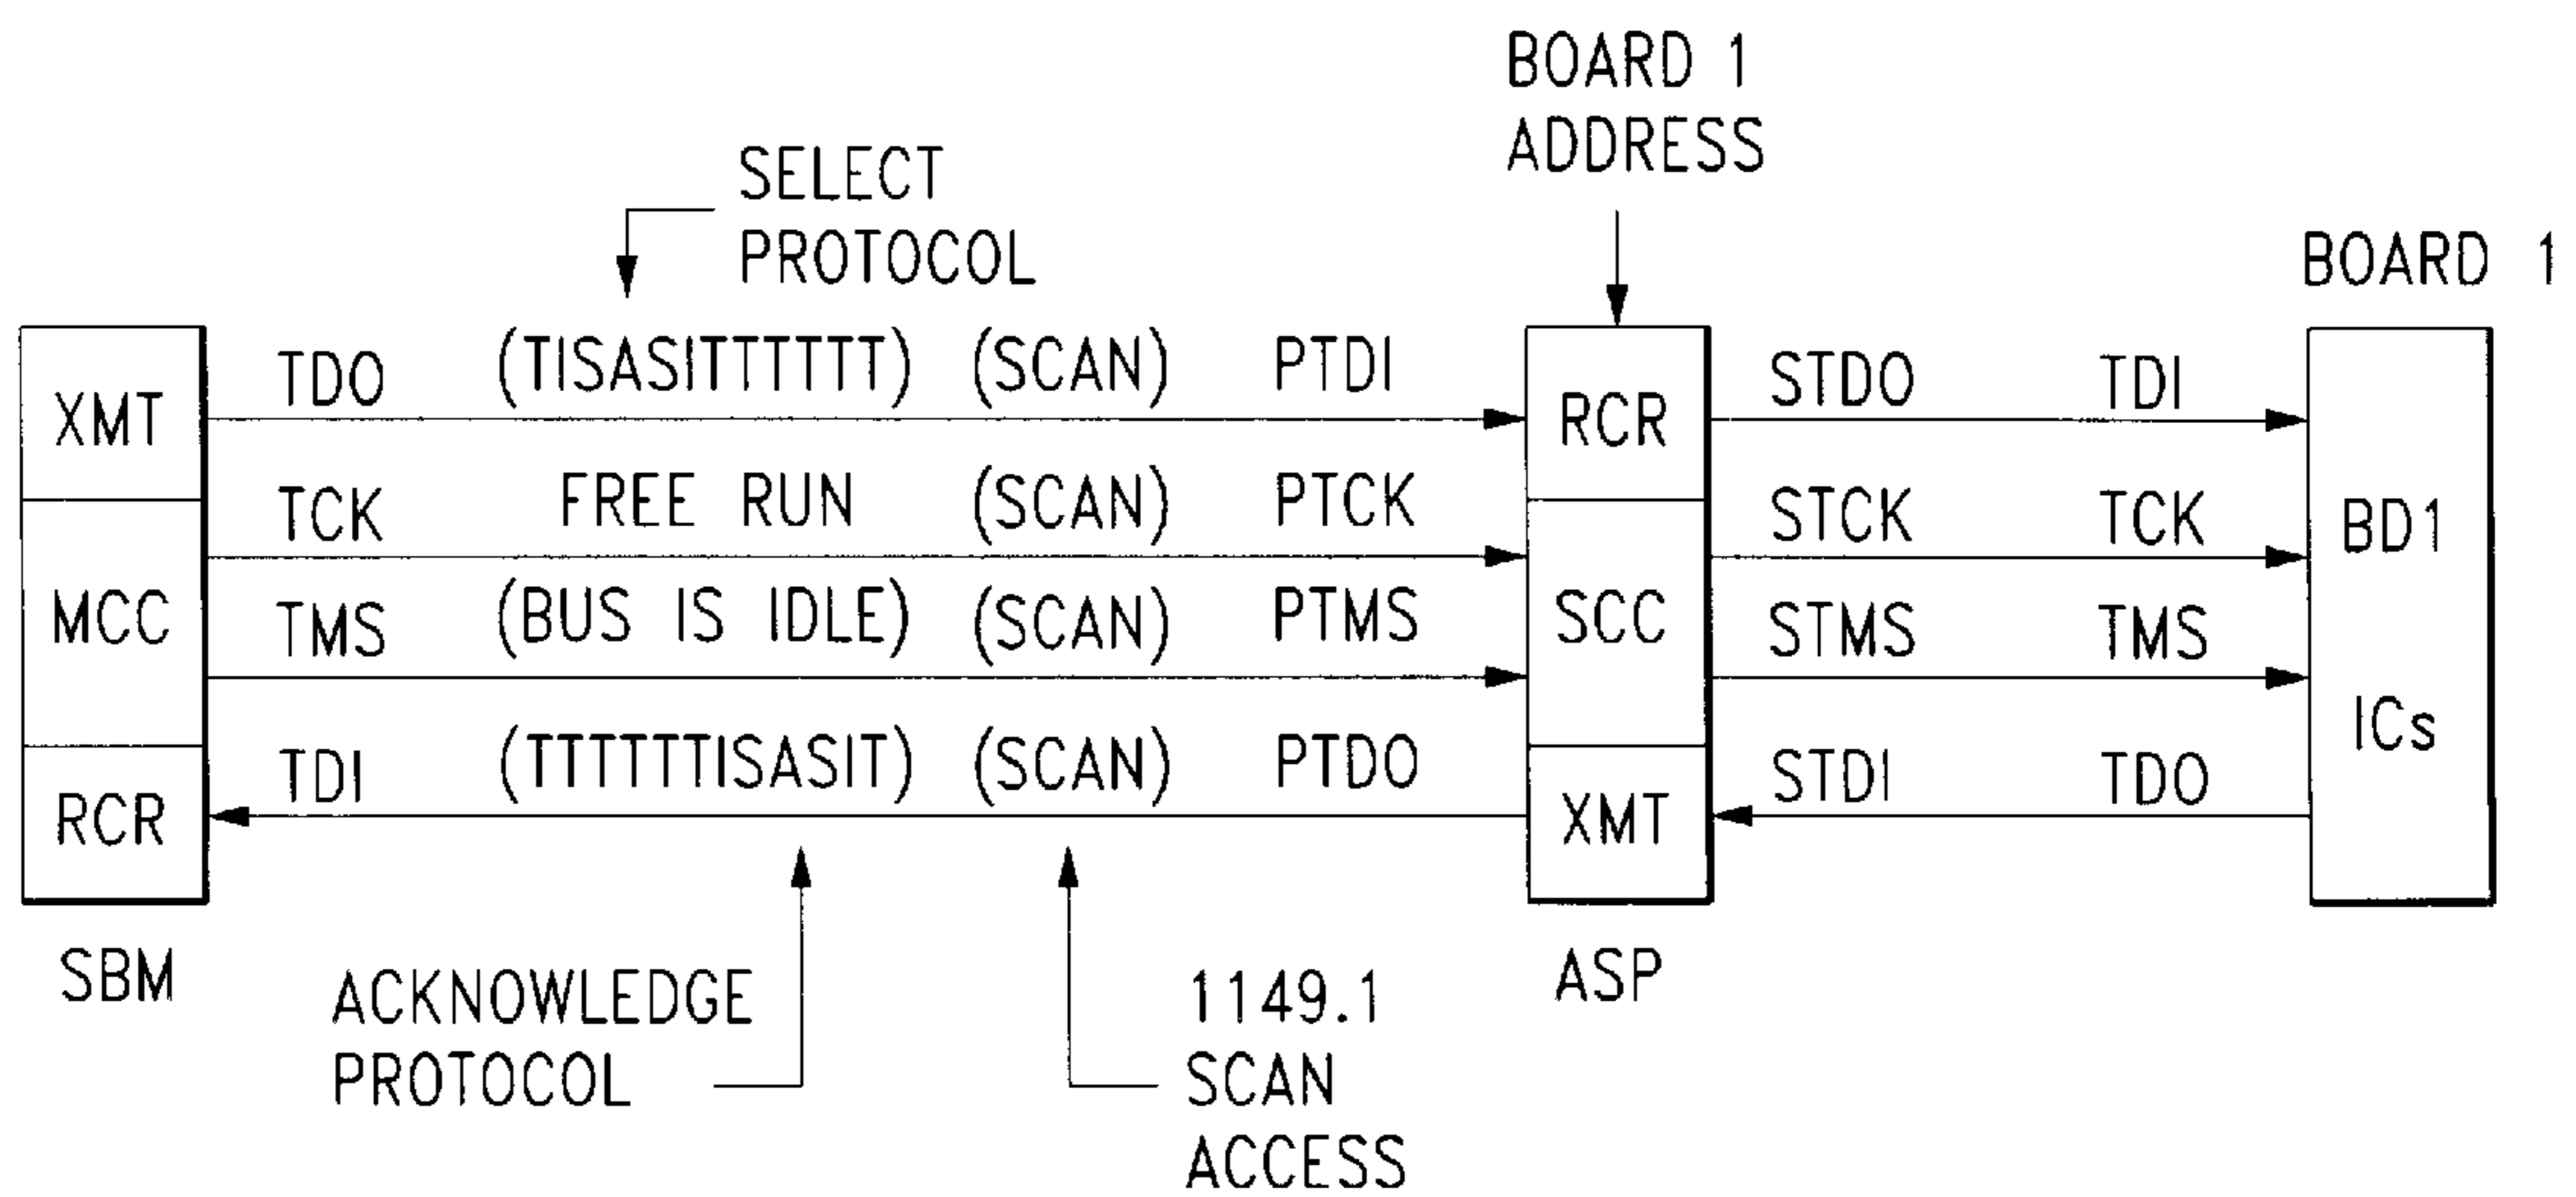 BOARD 1
ADDRESS
SELECT
PROTOCOL
BOARD 1
XMT TDO (TISASITTTTTT) (SCAN) PTDI RCR STDO TDI
TCK FREE RUN (SCAN) PTCK STCK TCK BD1
MCC TMS (BUS IS IDLE) (SCAN) PTMS SCC STMS TMS
ICs
TDI (TTTTTTISASIT) (SCAN) PTDO STDI TDO
RCR XMT
SBM ASP
ACKNOWLEDGE
PROTOCOL
1149.1
SCAN
ACCESS